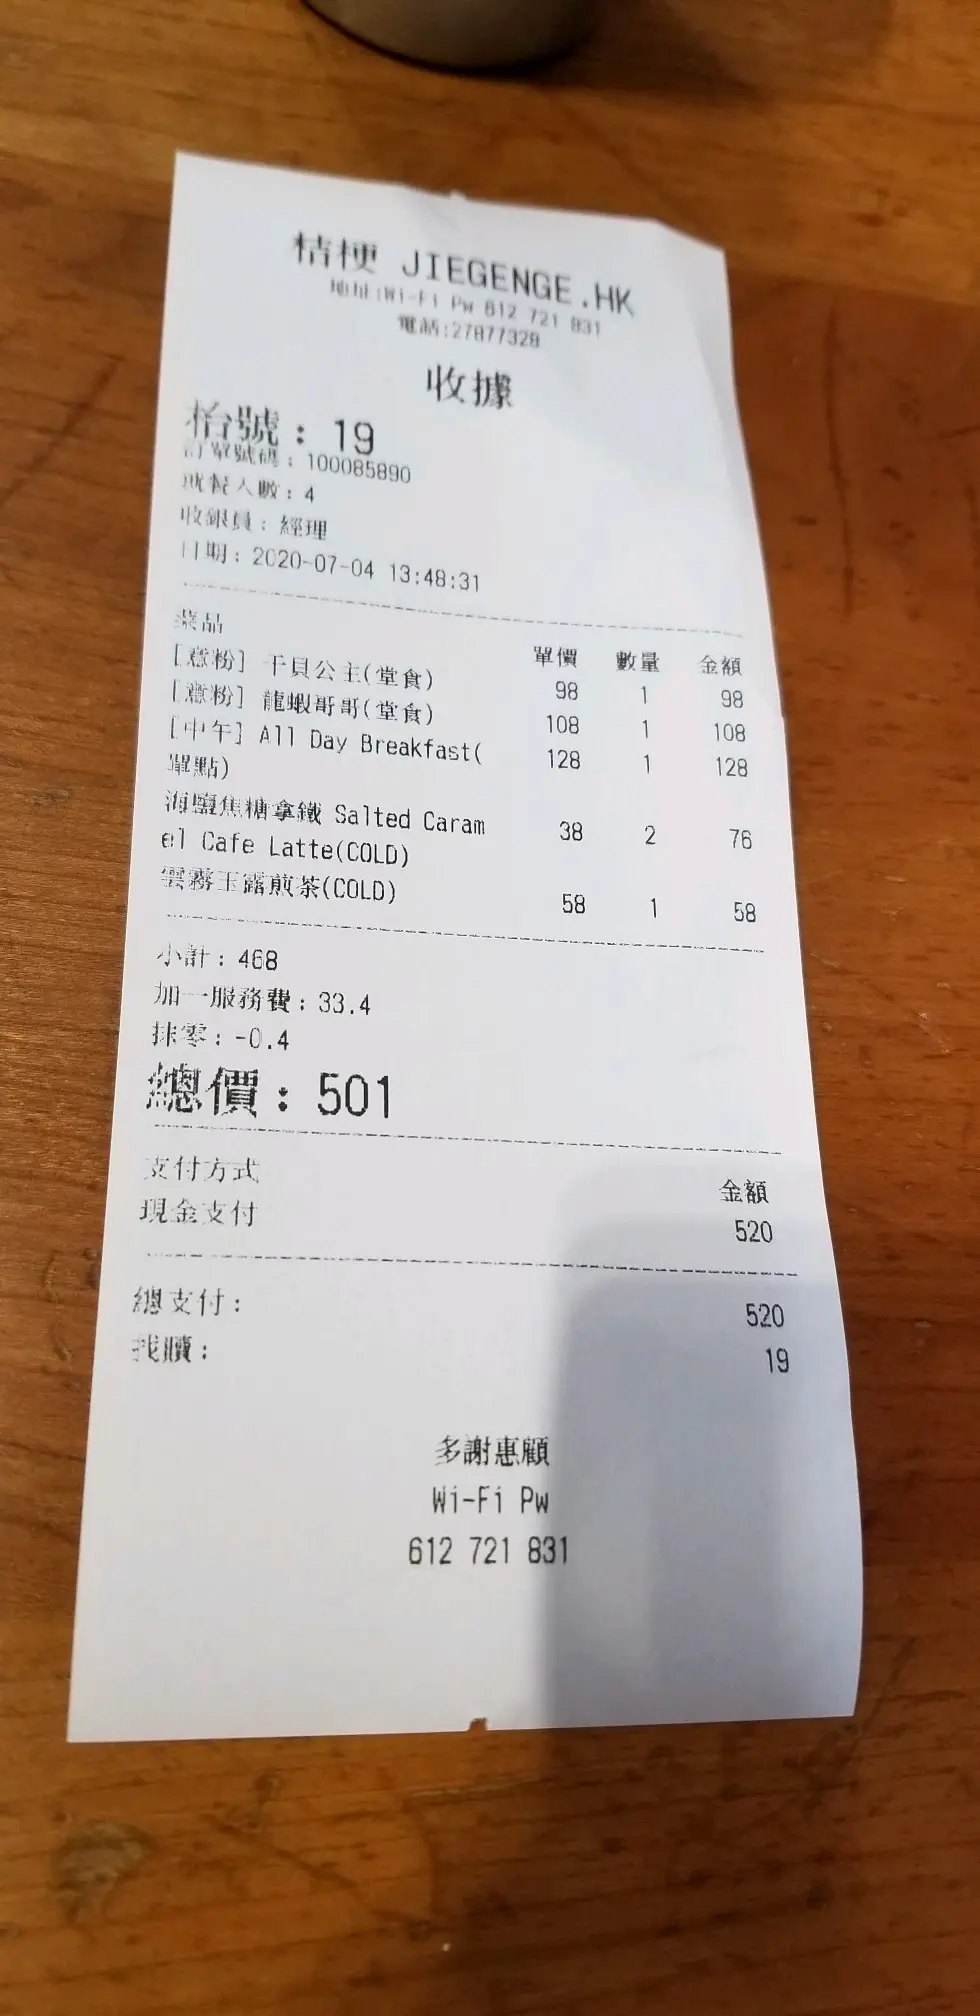 桔梗 JIEGENGE.HK
地址:Wi-Fi Pw 612 721 831
電話:27877328
收據
枱號：19
訂單號碼：100085890
就餐人數：4
收銀員：經理
日期：2020-07-04 13:48:31
菜品 單價 數量 金額
[意粉] 干貝公主(堂食) 98 1 98
[意粉] 龍蝦哥哥(堂食) 108 1 108
[中午] All Day Breakfast( 128 1 128
單點)
海鹽焦糖拿鐵 Salted Caram 38 2 76
el Cafe Latte(COLD)
雲霧玉露煎茶(COLD) 58 1 58
小計：468
加一服務費：33.4
抹零：-0.4
總價：501
支付方式 金額
現金支付 520
總支付： 520
找贖： 19
多謝惠顧
Wi-Fi Pw
612 721 831